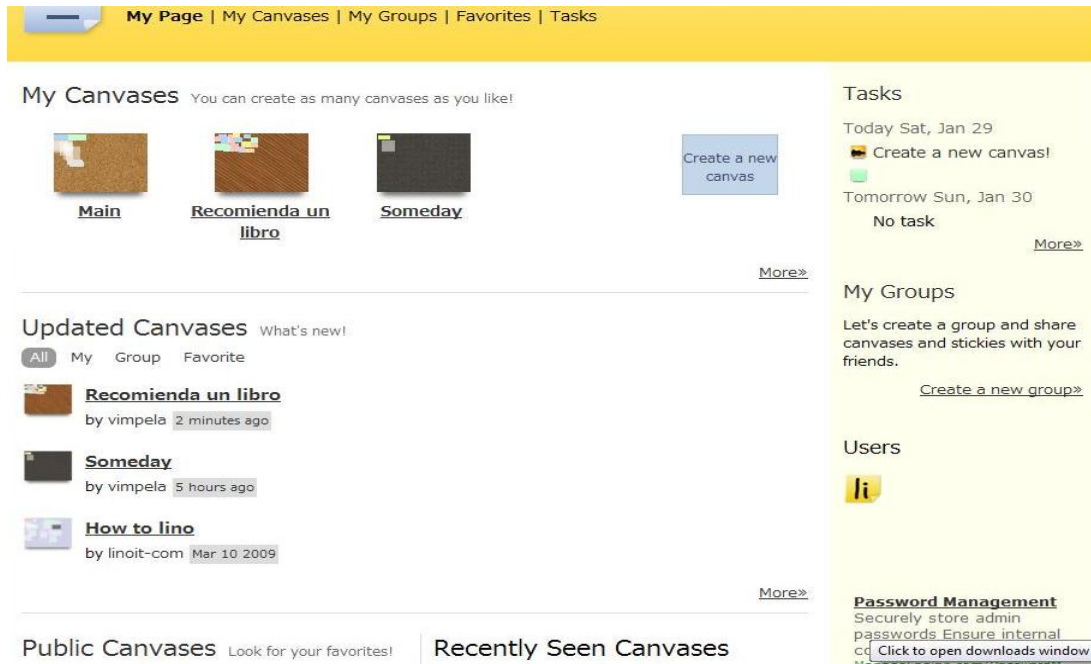 My Page | My Canvases | My Groups | Favorites | Tasks
My Canvases You can create as many canvases as you like!
Create a new
canvas
Main
Recomienda un
libro
Someday
More»
Updated Canvases What's new!
All My Group Favorite
Recomienda un libro
by vimpela 2 minutes ago
Someday
by vimpela 5 hours ago
How to lino
by linoit-com Mar 10 2009
More»
Public Canvases Look for your favorites!
Recently Seen Canvases
Tasks
Today Sat, Jan 29
Create a new canvas!
Tomorrow Sun, Jan 30
No task
More»
My Groups
Let's create a group and share
canvases and stickies with your
friends.
Create a new group»
Users
li
Password Management
Securely store admin
passwords Ensure internal
Click to open downloads window